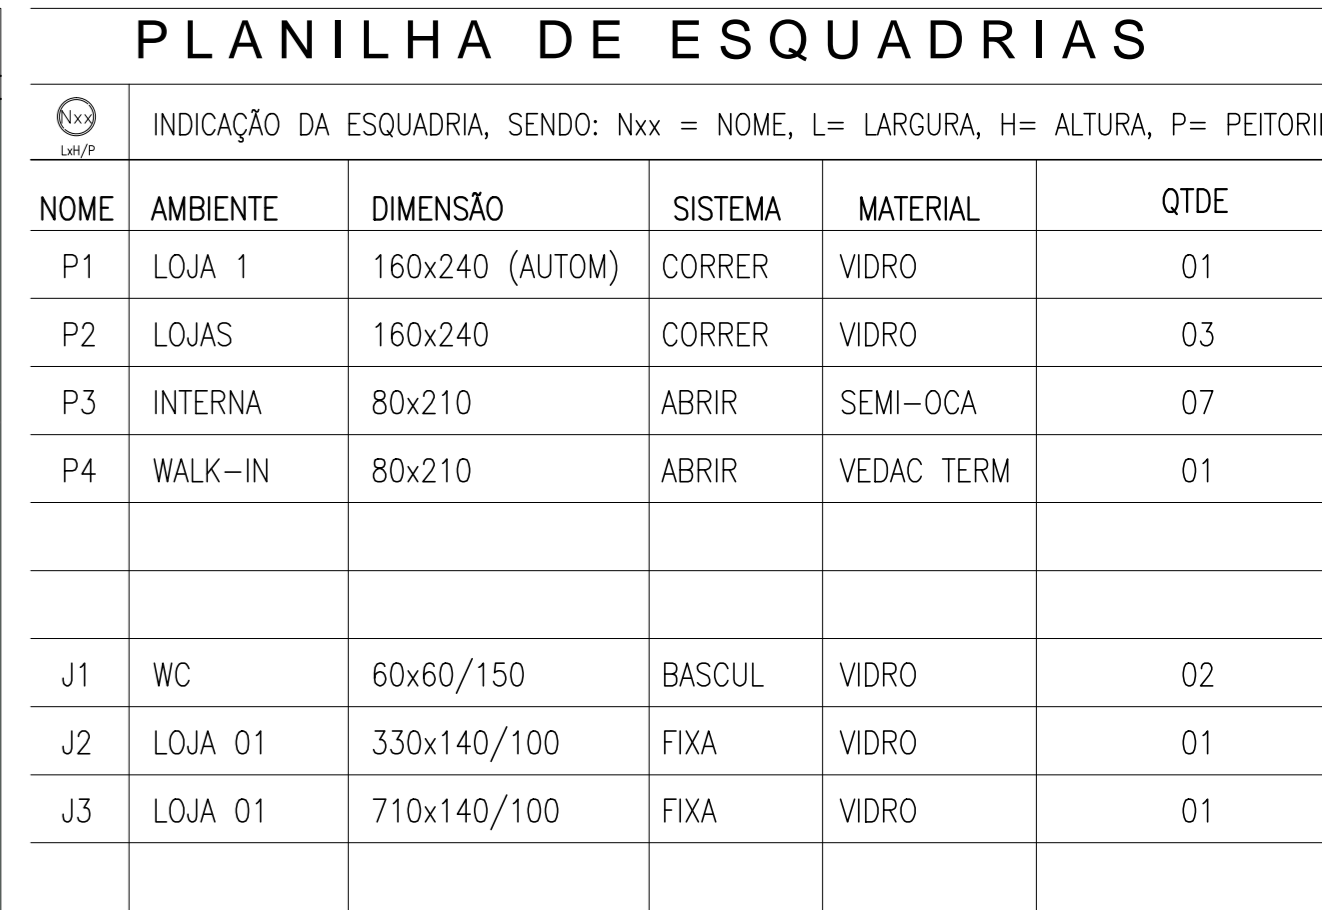 PLANILHA DE ESQUADRIAS
Nxx INDICAÇÃO DA ESQUADRIA, SENDO: Nxx = NOME, L= LARGURA, H= ALTURA, P=
LxH/P
NOME AMBIENTE DIMENSÃO SISTEMA MATERIAL QTDE
P1 LOJA 1 160x240 (AUTOM) CORRER VIDRO 01
P2 LOJAS 160x240 CORRER VIDRO 03
P3 INTERNA 80x210 ABRIR SEMI-OCA 07
P4 WALK-IN 80x210 ABRIR VEDAC TERM 01
J1 WC 60x60/150 BASCUL VIDRO 02
J2 LOJA 01 330x140/100 FIXA VIDRO 01
J3 LOJA 01 710x140/100 FIXA VIDRO 01